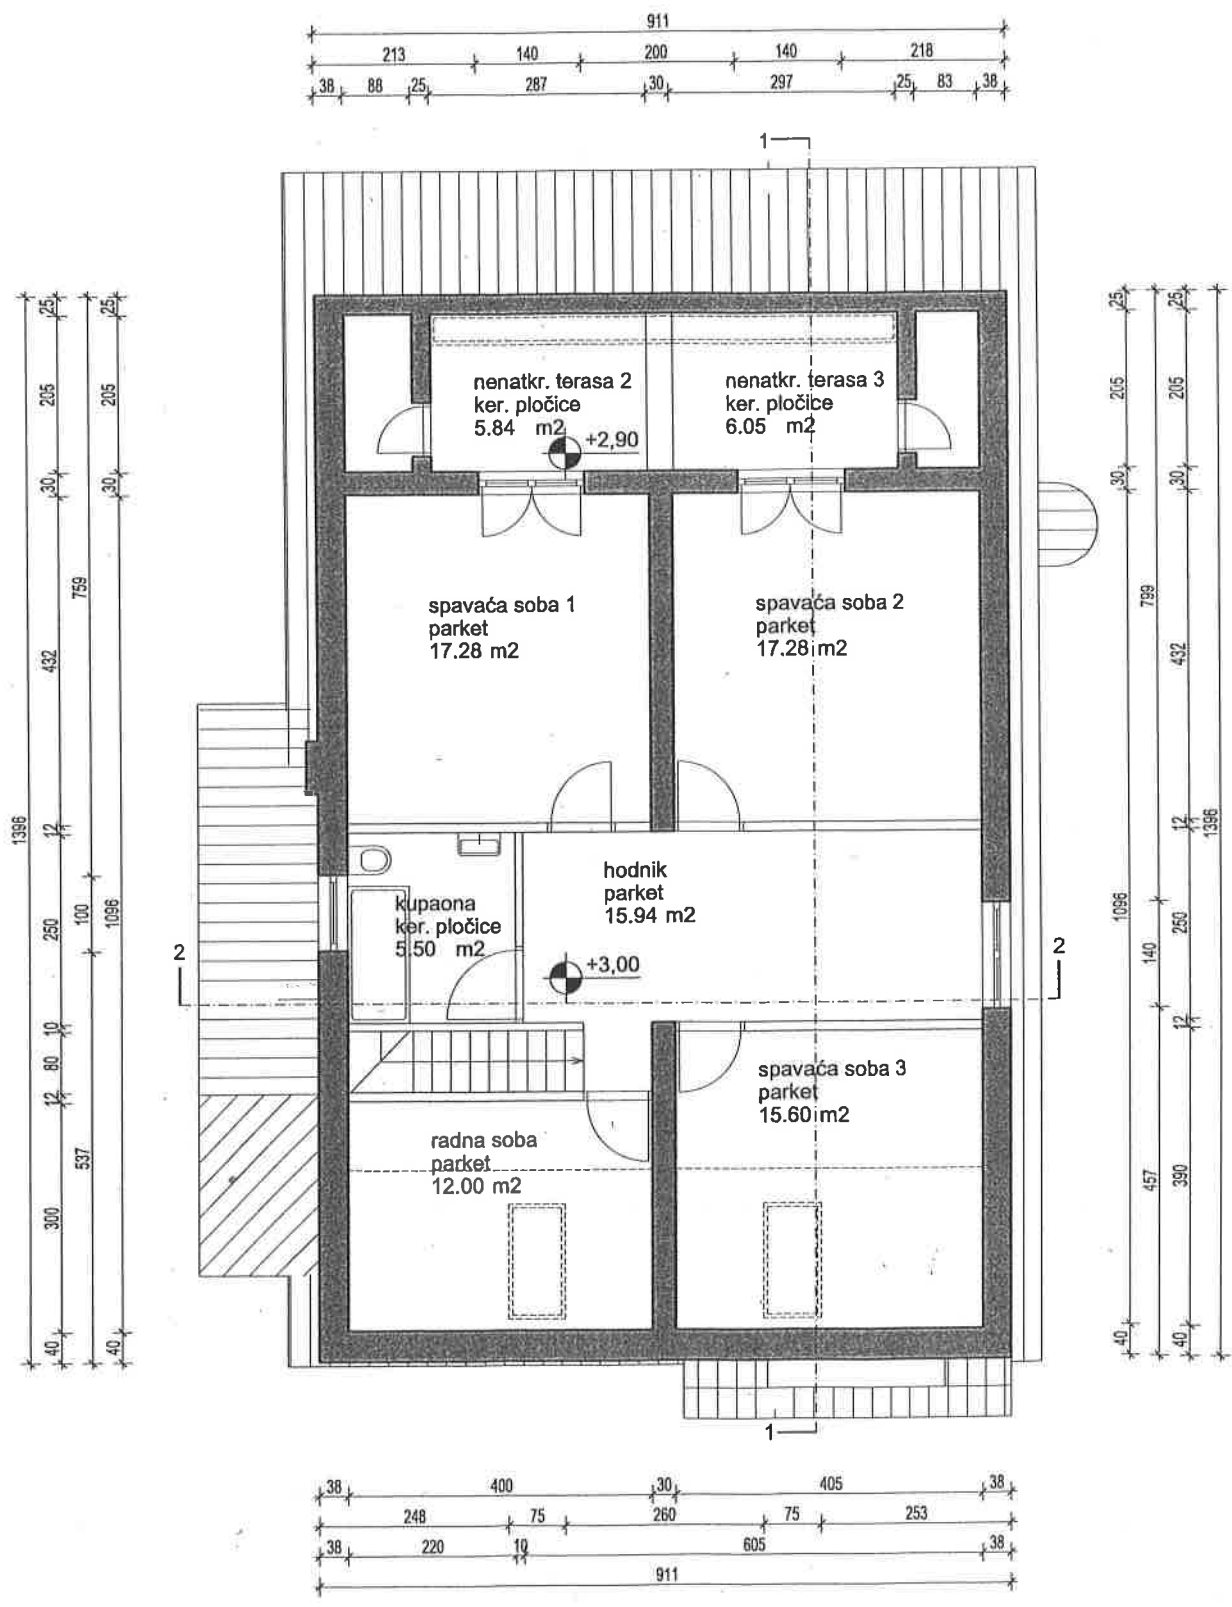 911
213 140 200 140 218
38 88 25 287 30 297 25 83 38
1
nenatkr. terasa 2
ker. pločice
5.84 m2
+2,90
nenatkr. terasa 3
ker. pločice
6.05 m2
spavaća soba 1
parket
17.28 m2
spavaća soba 2
parket
17.28 m2
hodnik
parket
15.94 m2
kupaona
ker. pločice
5.50 m2
+3,00
2
2
spavaća soba 3
parket
15.60 m2
radna soba
parket
12.00 m2
1
1396
25 205 30 432 12 250 10 80 12 300 40
759 100 537
25 205 30 1096 40
25 205 30 1096 40
799 140 457
25 205 30 432 12 250 12 390 40
1396
38 400 30 405 38
248 75 260 75 253
38 220 10 605 38
911